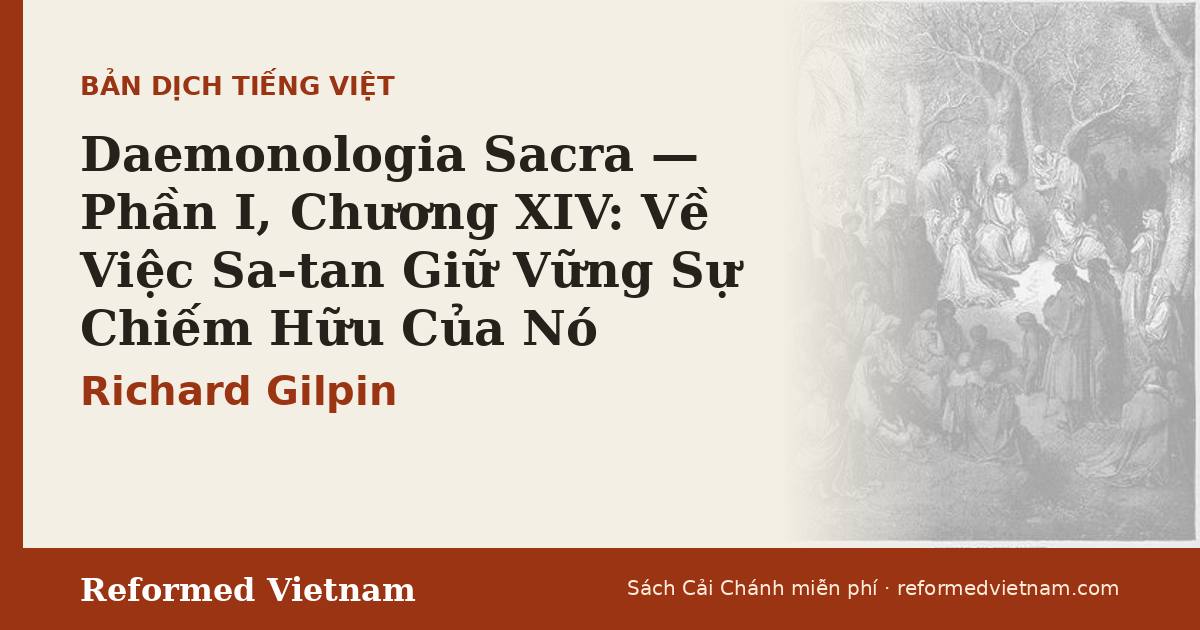 BẢN DỊCH TIẾNG VIỆT
Daemonologia Sacra —
Phần I, Chương XIV: Về
Việc Sa-tan Giữ Vững Sự
Chiếm Hữu Của Nó
Richard Gilpin
Reformed Vietnam
Sách Cải Chánh miễn phí · reformedvietnam.com